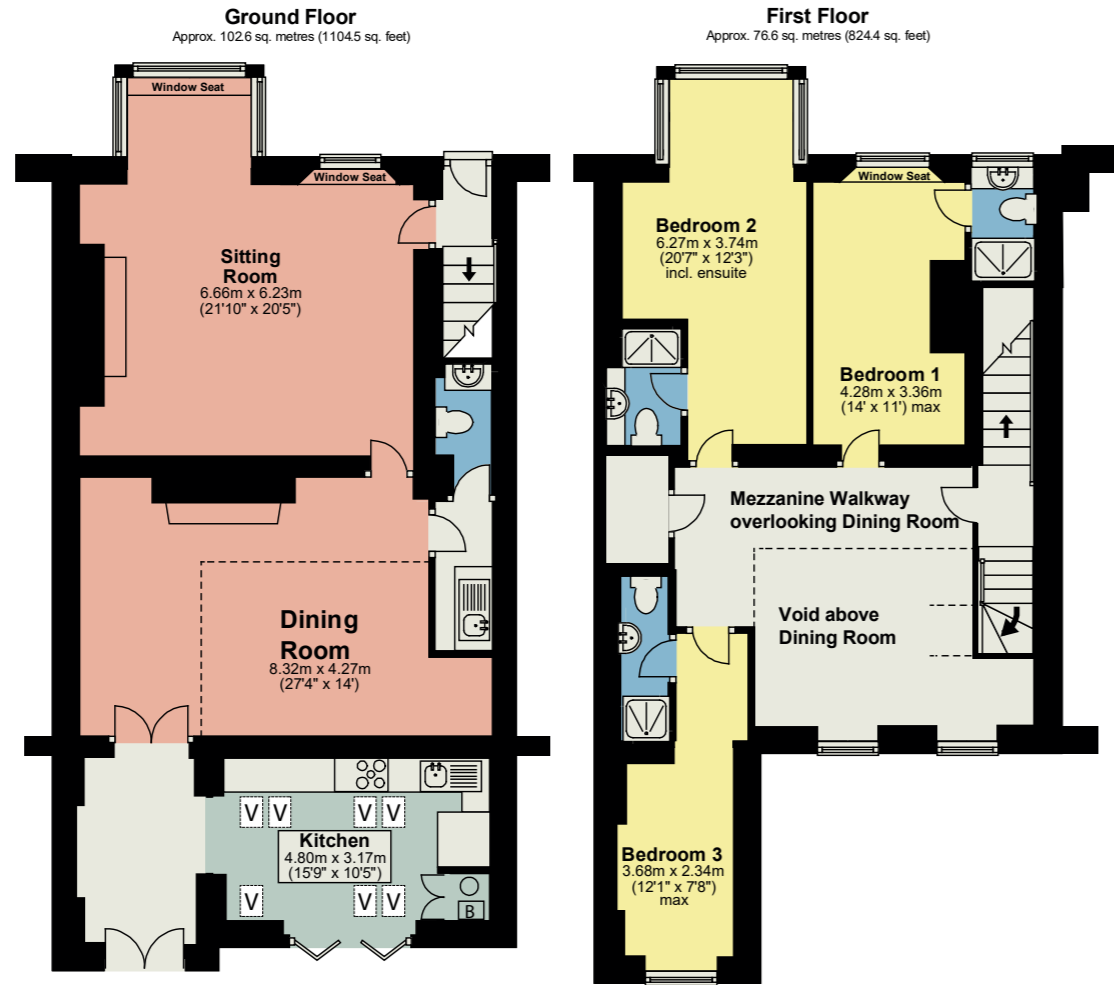 Ground Floor
Approx. 102.6 sq. metres (1104.5 sq. feet)
Window Seat
Window Seat
Sitting
Room
6.66m x 6.23m
(21'10" x 20'5")
N
Dining
Room
8.32m x 4.27m
(27'4" x 14')
V V V V
Kitchen
4.80m x 3.17m
(15'9" x 10'5")
V V V
B
First Floor
Approx. 76.6 sq. metres (824.4 sq. feet)
Window Seat
Bedroom 2
6.27m x 3.74m
(20'7" x 12'3")
incl. ensuite
N
Bedroom 1
4.28m x 3.36m
(14' x 11') max
Mezzanine Walkway
overlooking Dining Room
Void above
Dining Room
Bedroom 3
3.68m x 2.34m
(12'1" x 7'8")
max